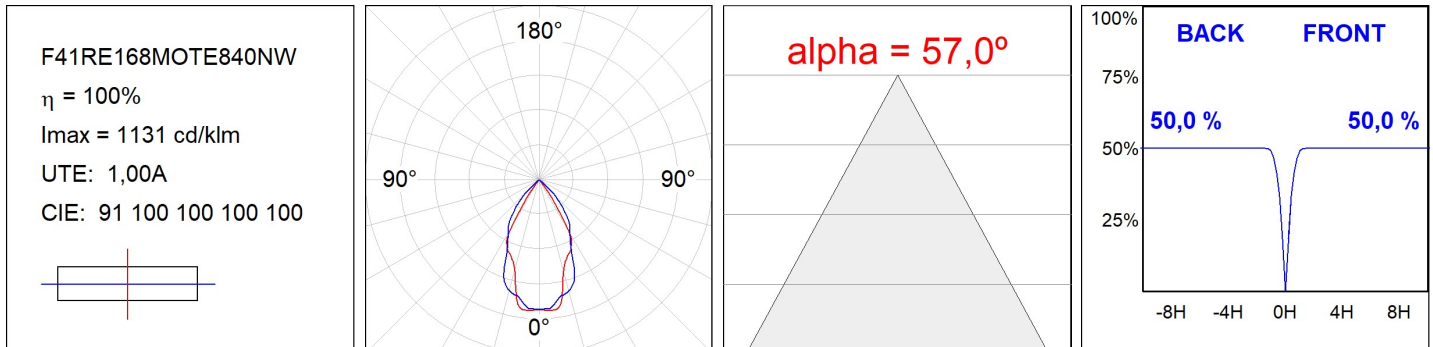 F41RE168MOTE840NW
η = 100%
Imax = 1131 cd/klm
UTE: 1,00A
CIE: 91 100 100 100 100
180°
90° 90°
0°
alpha = 57,0º
100%
BACK FRONT
75%
50,0 % 50,0 %
50%
25%
-8H -4H 0H 4H 8H